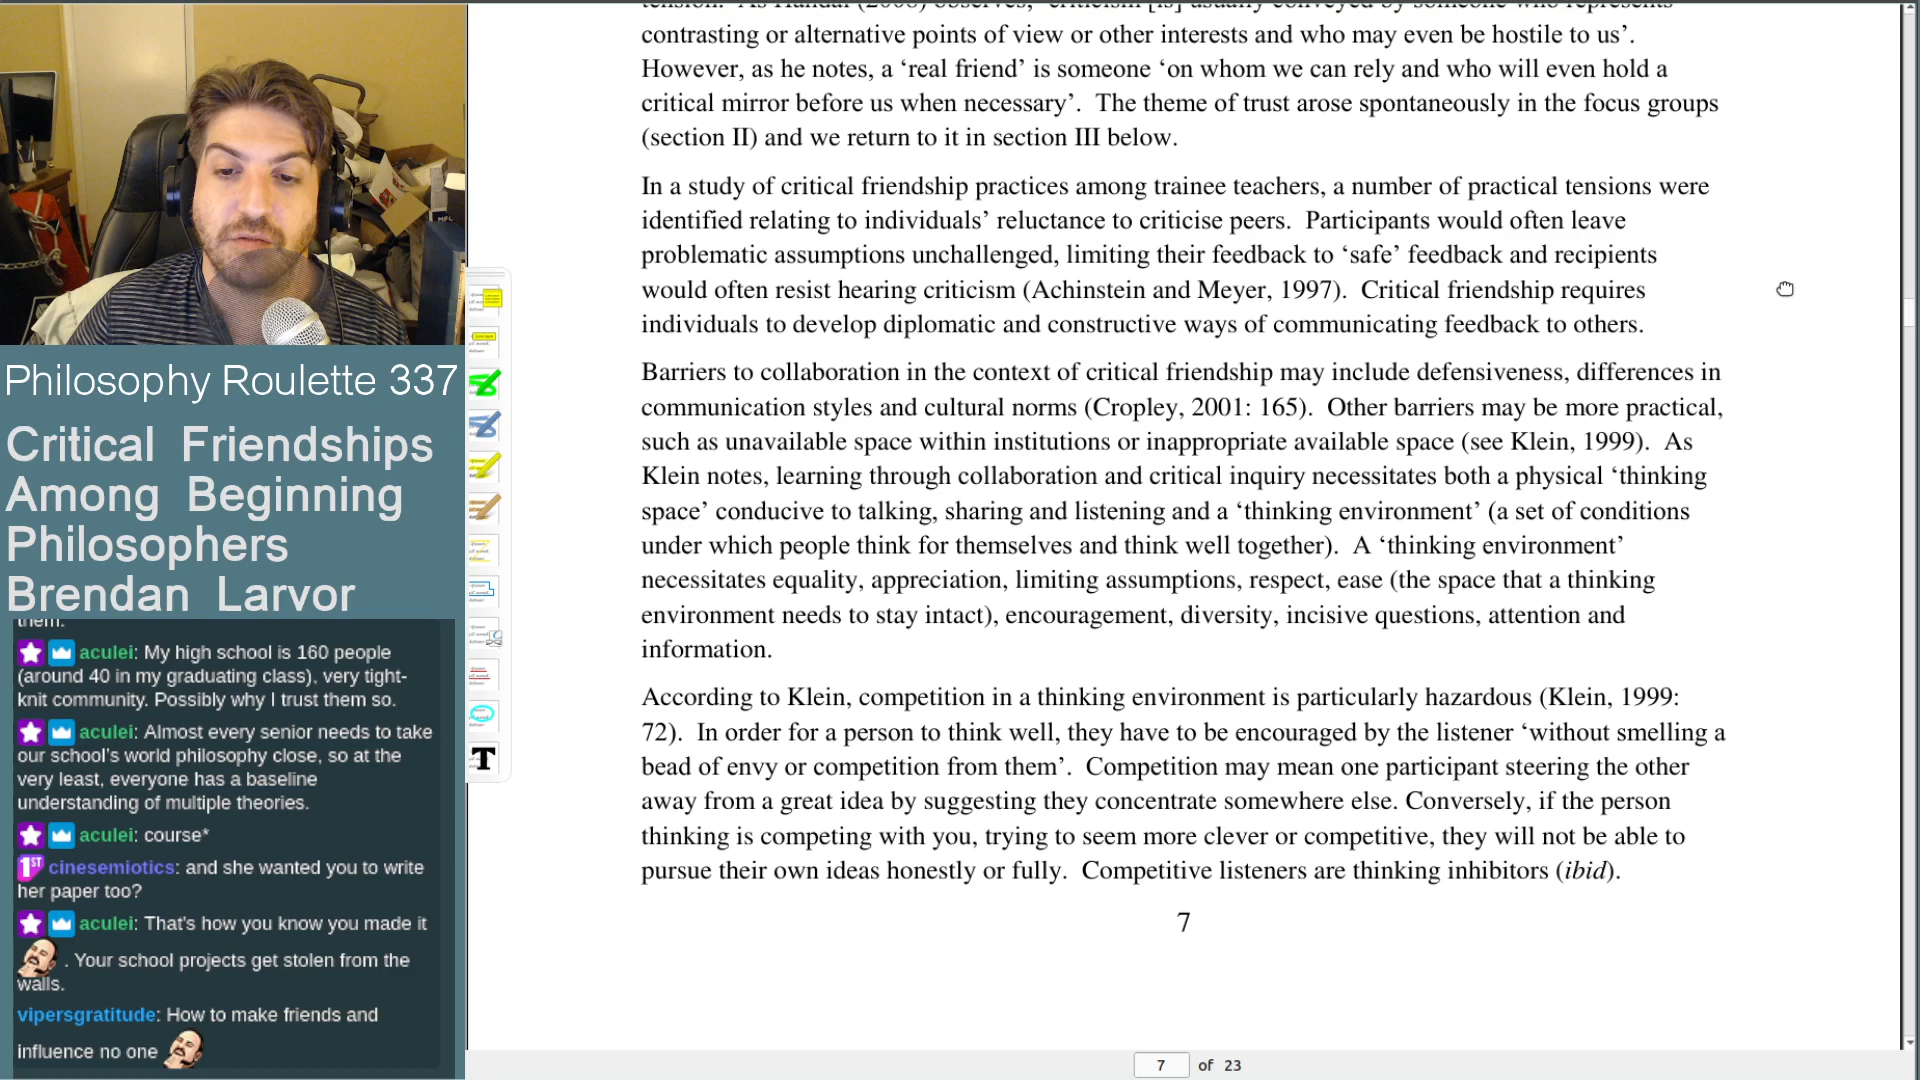 tension. As Handal (2008) observes, 'criticism [is] usually conveyed by someone who represents
contrasting or alternative points of view or other interests and who may even be hostile to us'.
However, as he notes, a 'real friend' is someone 'on whom we can rely and who will even hold a
critical mirror before us when necessary'. The theme of trust arose spontaneously in the focus groups
(section II) and we return to it in section III below.
In a study of critical friendship practices among trainee teachers, a number of practical tensions were
identified relating to individuals' reluctance to criticise peers. Participants would often leave
problematic assumptions unchallenged, limiting their feedback to 'safe' feedback and recipients
would often resist hearing criticism (Achinstein and Meyer, 1997). Critical friendship requires
individuals to develop diplomatic and constructive ways of communicating feedback to others.
Barriers to collaboration in the context of critical friendship may include defensiveness, differences in
communication styles and cultural norms (Cropley, 2001: 165). Other barriers may be more practical,
such as unavailable space within institutions or inappropriate available space (see Klein, 1999). As
Klein notes, learning through collaboration and critical inquiry necessitates both a physical 'thinking
space' conducive to talking, sharing and listening and a 'thinking environment' (a set of conditions
under which people think for themselves and think well together). A 'thinking environment'
necessitates equality, appreciation, limiting assumptions, respect, ease (the space that a thinking
environment needs to stay intact), encouragement, diversity, incisive questions, attention and
information.
According to Klein, competition in a thinking environment is particularly hazardous (Klein, 1999:
72). In order for a person to think well, they have to be encouraged by the listener 'without smelling a
bead of envy or competition from them'. Competition may mean one participant steering the other
away from a great idea by suggesting they concentrate somewhere else. Conversely, if the person
thinking is competing with you, trying to seem more clever or competitive, they will not be able to
pursue their own ideas honestly or fully. Competitive listeners are thinking inhibitors (ibid).
7
7 of 23
Philosophy Roulette 337
Critical Friendships
Among Beginning
Philosophers
Brendan Larvor
them.
aculei: My high school is 160 people
(around 40 in my graduating class), very tight-
knit community. Possibly why I trust them so.
aculei: Almost every senior needs to take
our school's world philosophy close, so at the
very least, everyone has a baseline
understanding of multiple theories.
aculei: course*
1ST cinesemiotics: and she wanted you to write
her paper too?
aculei: That's how you know you made it
. Your school projects get stolen from the
walls.
vipersgratitude: How to make friends and
influence no one
T